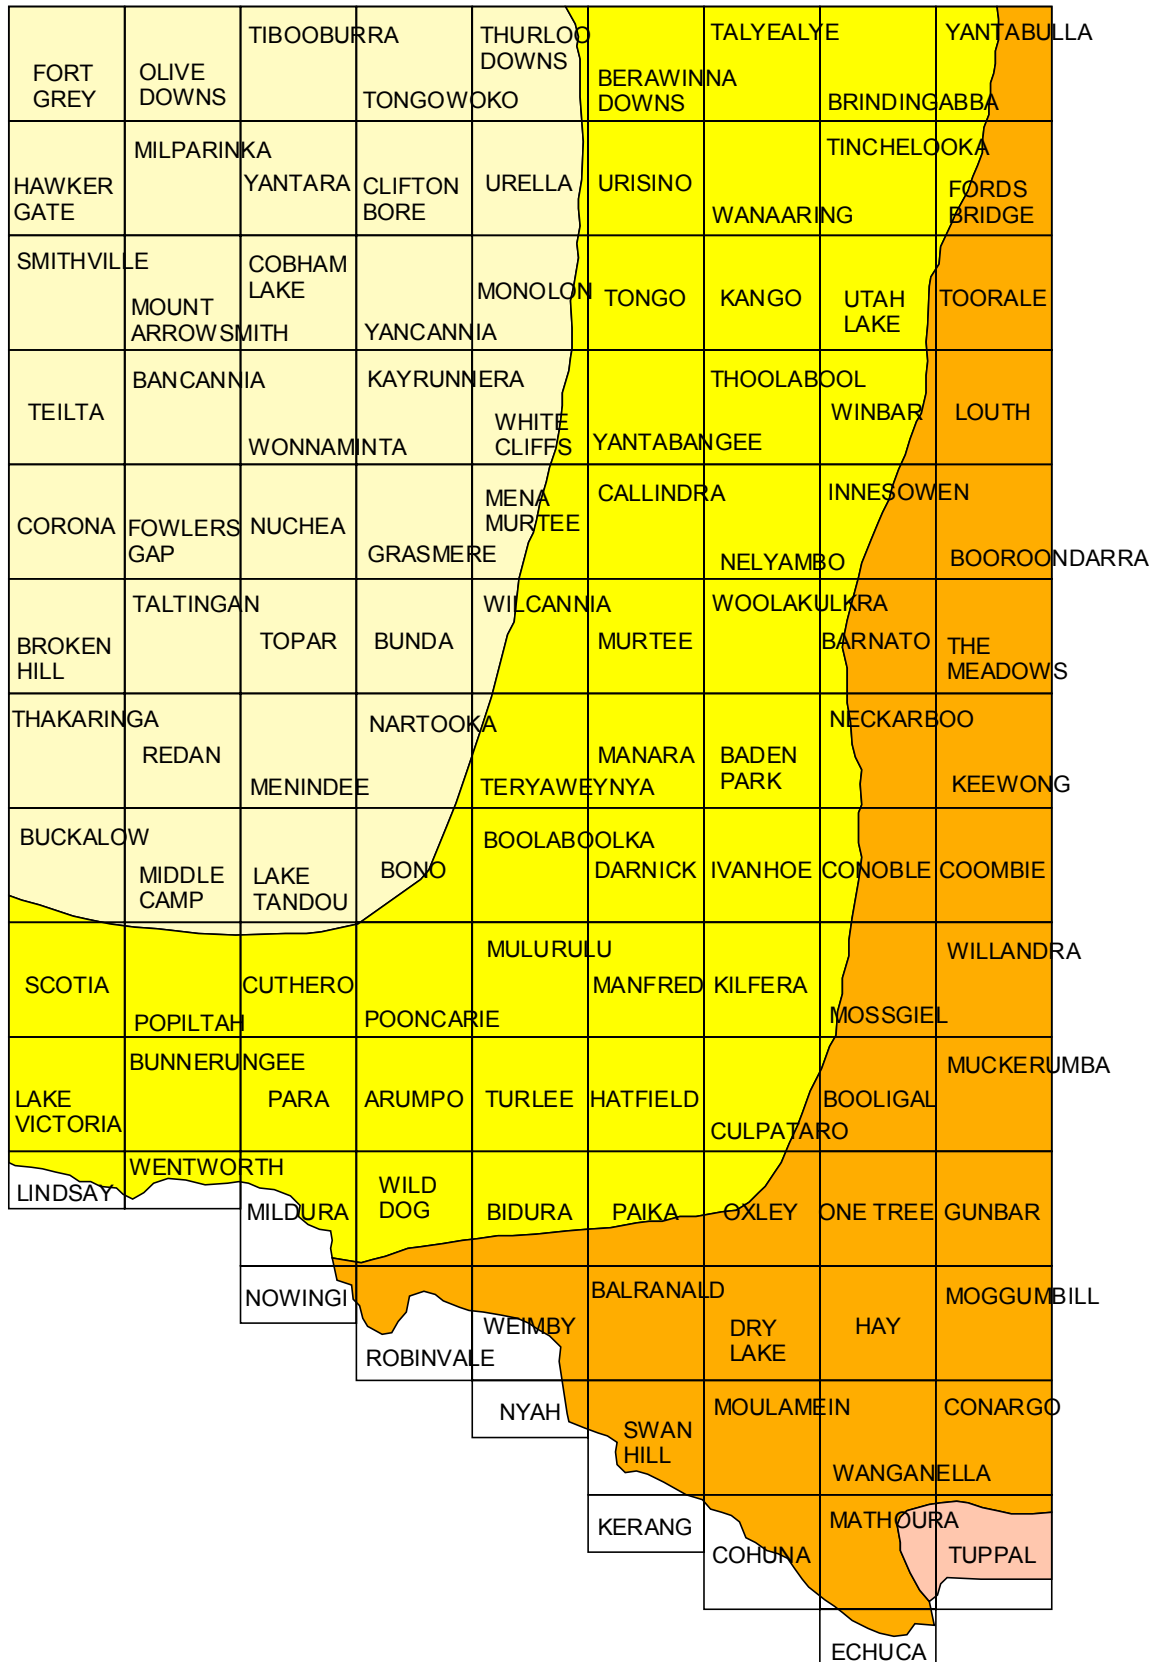 TIBOOBURRA
THURLOO
DOWNS
TALYEALYE
YANTABULLA
FORT
GREY
OLIVE
DOWNS
TONGOWOKO
BERAWINNA
DOWNS
BRINDINGABBA
MILPARINKA
TINCHELOOKA
HAWKER
GATE
YANTARA
CLIFTON
BORE
URELLA
URISINO
WANAARING
FORDS
BRIDGE
SMITHVILLE
MOUNT
ARROWSMITH
COBHAM
LAKE
YANCANNIA
MONOLON
TONGO
KANGO
UTAH
LAKE
TOORALE
TEILTA
BANCANNIA
WONNAMINTA
KAYRUNNERA
WHITE
CLIFFS
YANTABANGEE
THOOLABOOL
WINBAR
LOUTH
CORONA
FOWLERS
GAP
NUCHEA
GRASMERE
MENA
MURTEE
CALLINDRA
NELYAMBO
INNESOWEN
BOOROONDARRA
BROKEN
HILL
TALTINGAN
TOPAR
BUNDA
WILCANNIA
MURTEE
WOOLAKULKRA
BARNATO
THE
MEADOWS
THAKARINGA
REDAN
MENINDEE
NARTOOKA
TERYAWEYNYA
MANARA
BADEN
PARK
NECKARBOO
KEEWONG
BUCKALOW
MIDDLE
CAMP
LAKE
TANDOU
BONO
BOOLABOOLKA
DARNICK
IVANHOE
CONOBLE
COOMBIE
SCOTIA
POPILTAH
CUTHERO
POONCARIE
MULURULU
MANFRED
KILFERA
MOSSGIEL
WILLANDRA
LAKE
VICTORIA
BUNNERUNGEE
PARA
ARUMPO
TURLEE
HATFIELD
CULPATARO
BOOLIGAL
MUCKERUMBA
LINDSAY
WENTWORTH
MILDURA
WILD
DOG
BIDURA
PAIKA
OXLEY
ONE TREE
GUNBAR
NOWINGI
ROBINVALE
WEIMBY
BALRANALD
DRY
LAKE
HAY
MOGGUMBILL
NYAH
SWAN
HILL
MOULAMEIN
WANGANELLA
CONARGO
KERANG
COHUNA
MATHOURA
TUPPAL
ECHUCA